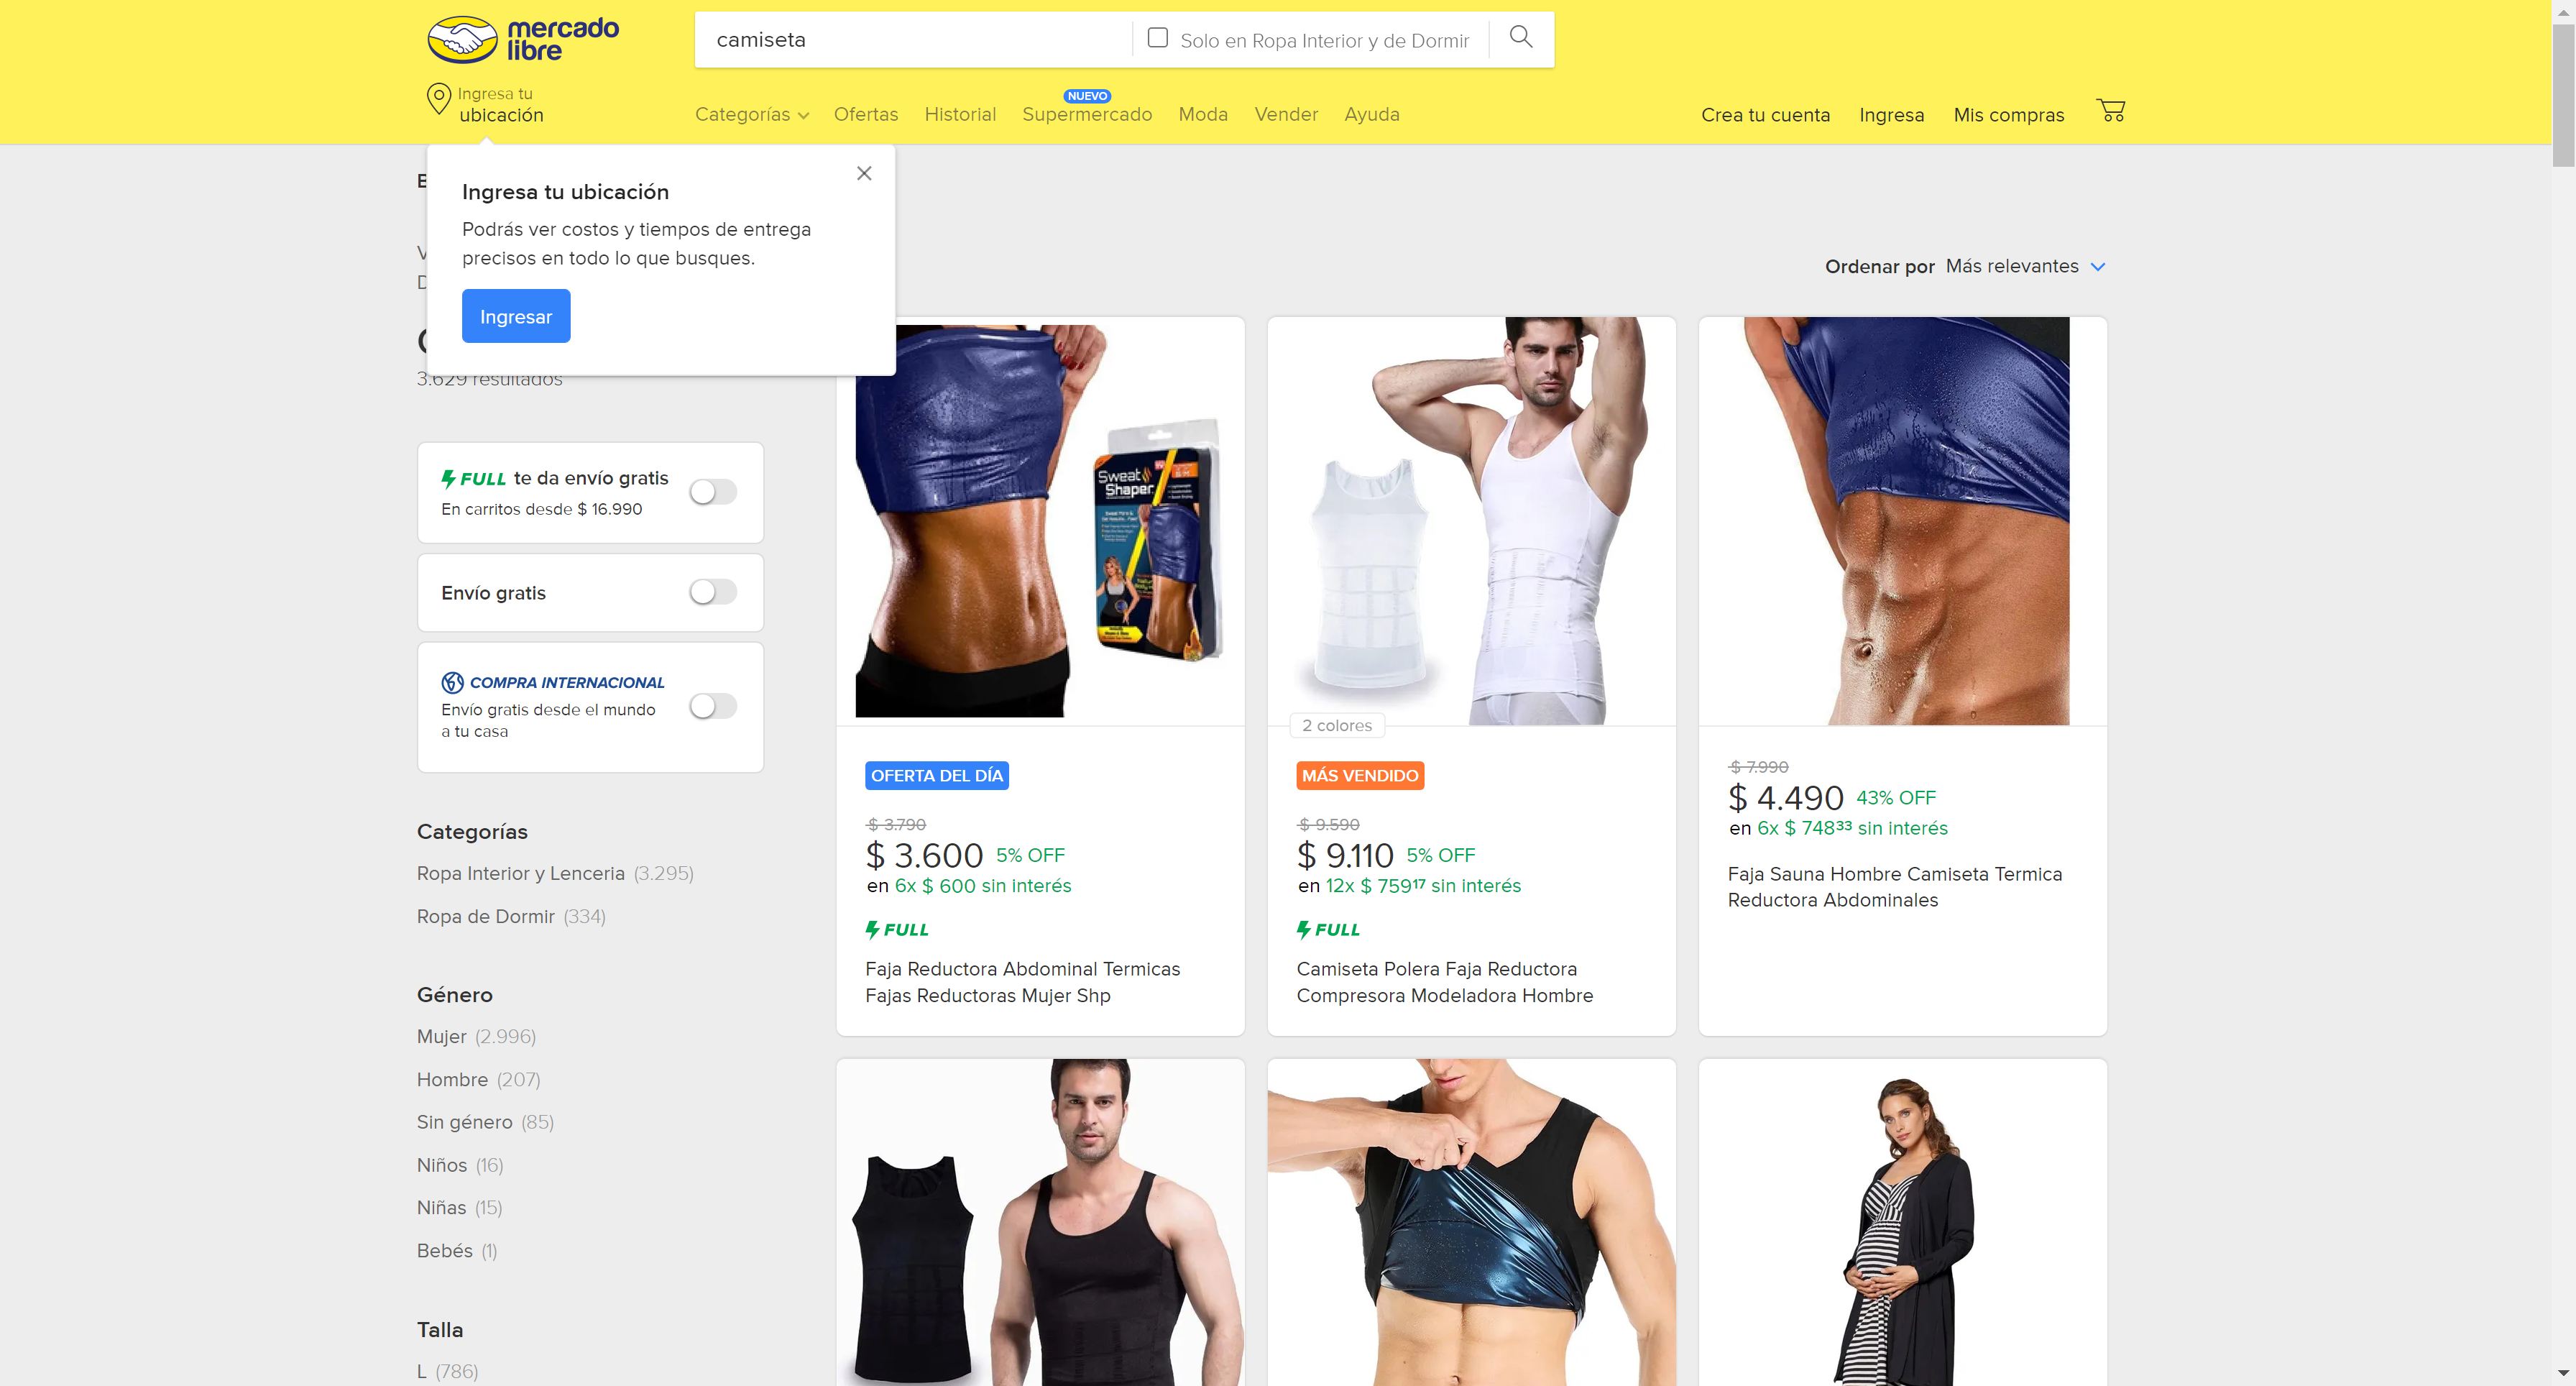 mercado
libre
camiseta
Solo en Ropa Interior y de Dormir
Ingresa tu
ubicación
Categorías
Ofertas
Historial
NUEVO
Supermercado
Moda
Vender
Ayuda
Crea tu cuenta
Ingresa
Mis compras
Ingresa tu ubicación
Podrás ver costos y tiempos de entrega
precisos en todo lo que busques.
Ingresar
Ordenar por Más relevantes
3.629 resultados
FULL te da envío gratis
En carritos desde $ 16.990
Envío gratis
COMPRA INTERNACIONAL
Envío gratis desde el mundo
a tu casa
Categorías
Ropa Interior y Lenceria (3.295)
Ropa de Dormir (334)
Género
Mujer (2.996)
Hombre (207)
Sin género (85)
Niños (16)
Niñas (15)
Bebés (1)
Talla
L (786)
Sweat
Shaper
OFERTA DEL DÍA
$ 3.790
$ 3.600 5% OFF
en 6x $ 600 sin interés
FULL
Faja Reductora Abdominal Termicas
Fajas Reductoras Mujer Shp
2 colores
MÁS VENDIDO
$ 9.590
$ 9.110 5% OFF
en 12x $ 759¹⁷ sin interés
FULL
Camiseta Polera Faja Reductora
Compresora Modeladora Hombre
$ 7.990
$ 4.490 43% OFF
en 6x $ 748³³ sin interés
Faja Sauna Hombre Camiseta Termica
Reductora Abdominales